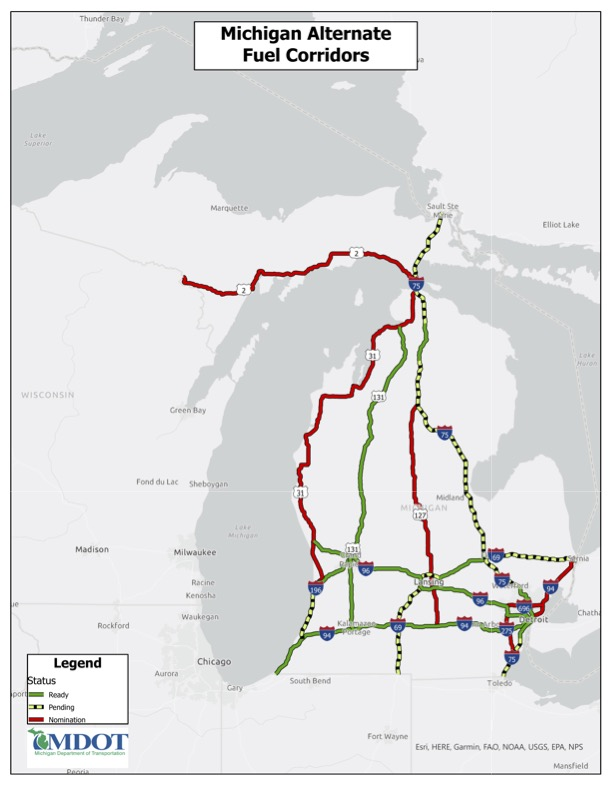 Michigan Alternate
Fuel Corridors
Thunder Bay
Lake
Superior
Marquette
Sault Ste
Marie
Elliot Lake
2
2
75
Lake
Huron
31
131
WISCONSIN
Green Bay
75
Fond du Lac
Sheboygan
31
Midland
MICHIGAN
127
Lake
Michigan
Madison
Milwaukee
131
69
Sarnia
96
Lansing
75
94
Racine
Kenosha
196
96
696
Waukegan
Detroit
Chatha
Rockford
94
Kalamazoo
Portage
69
94
275
Chicago
75
Aurora
Gary
South Bend
Toledo
Legend
Status
Ready
Pending
Nomination
MDOT
Michigan Department of Transportation
Fort Wayne
Esri, HERE, Garmin, FAO, NOAA, USGS, EPA, NPS
Mansfield
Peoria